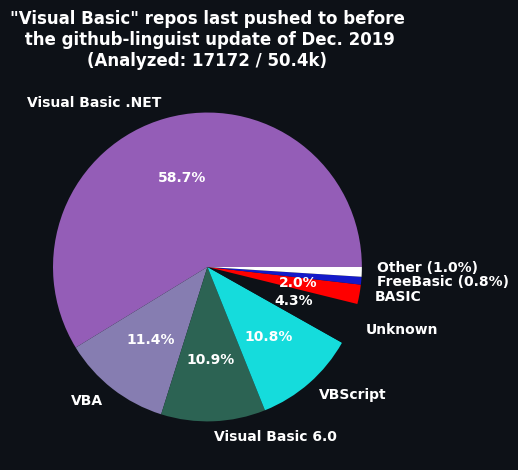 "Visual Basic" repos last pushed to before
the github-linguist update of Dec. 2019
(Analyzed: 17172 / 50.4k)
Visual Basic .NET
58.7%
Other (1.0%)
2.0%
FreeBasic (0.8%)
4.3%
BASIC
Unknown
11.4%
10.8%
10.9%
VBA
VBScript
Visual Basic 6.0